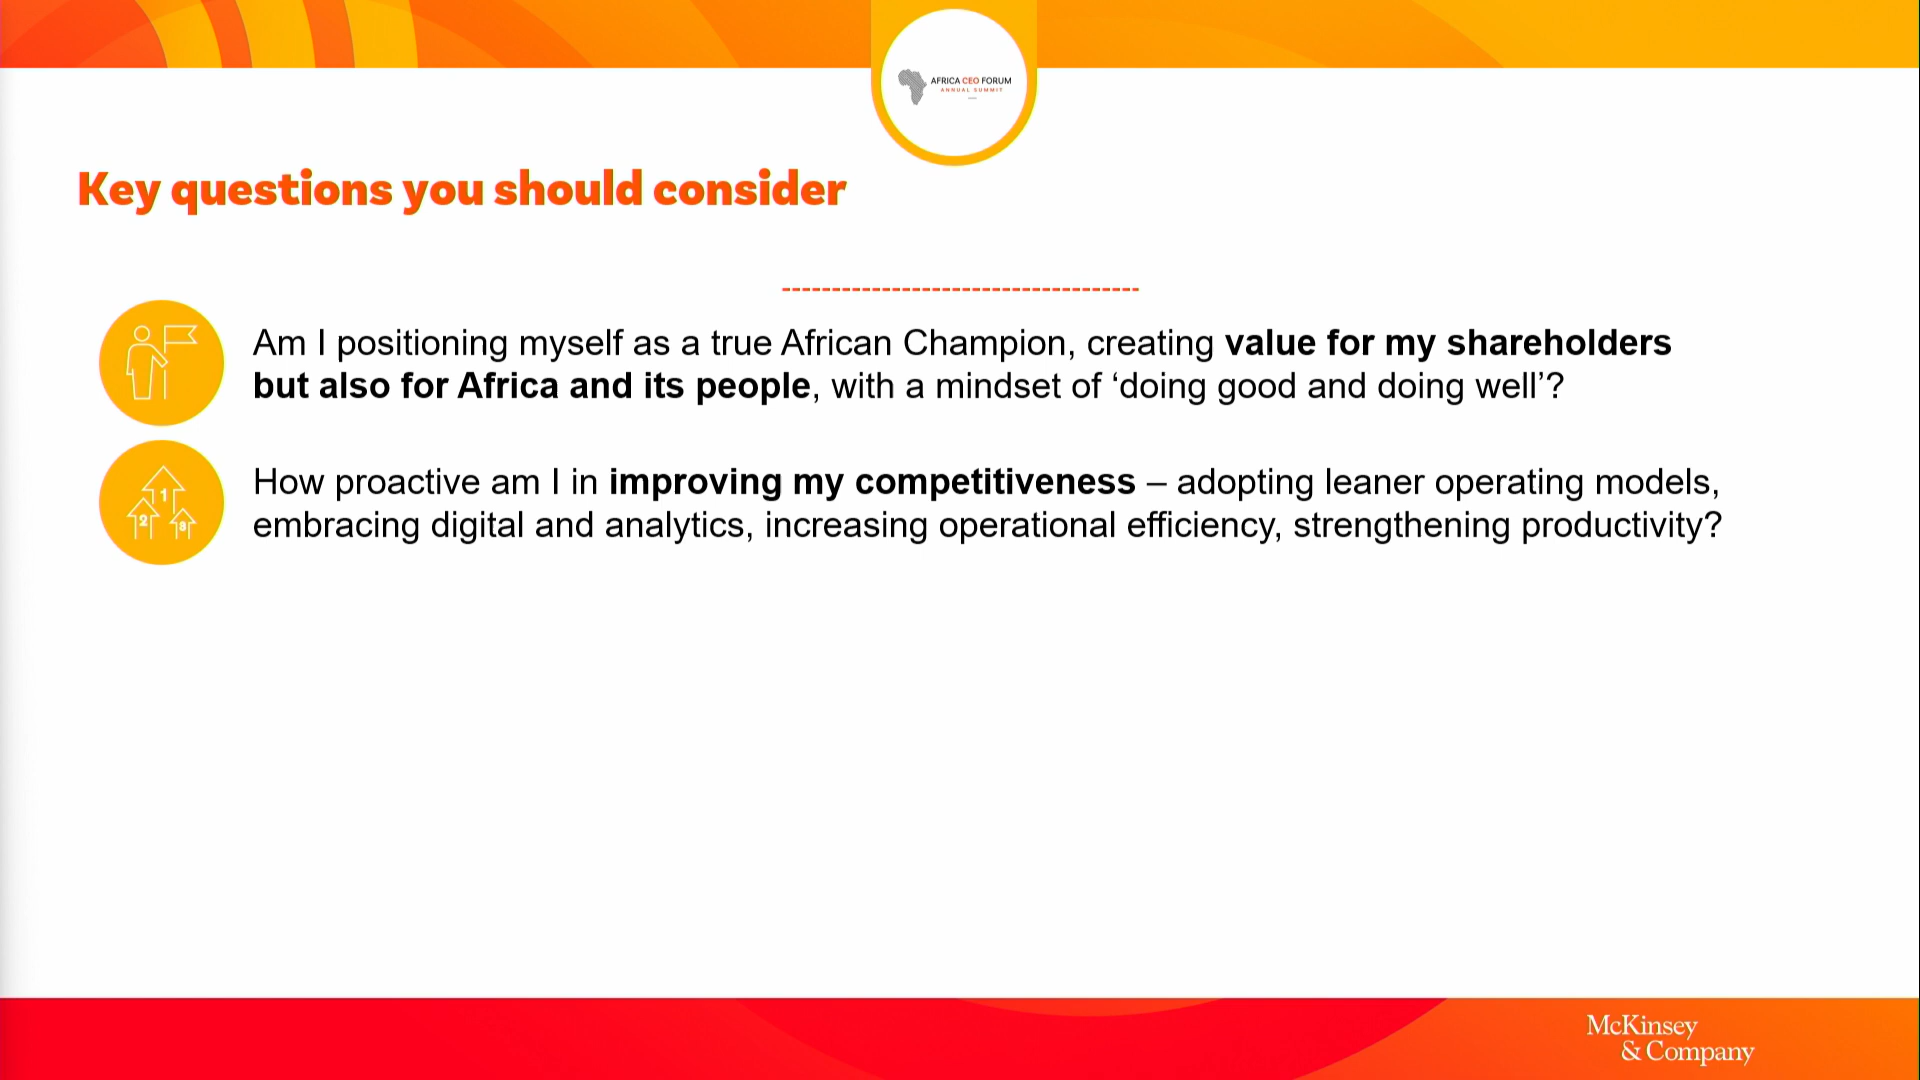 AFRICA CEO FORUM
ANNUAL SUMMIT
Key questions you should consider
Am I positioning myself as a true African Champion, creating value for my shareholders
but also for Africa and its people, with a mindset of ‘doing good and doing well’?
1
2
3
How proactive am I in improving my competitiveness – adopting leaner operating models,
embracing digital and analytics, increasing operational efficiency, strengthening productivity?
McKinsey
& Company